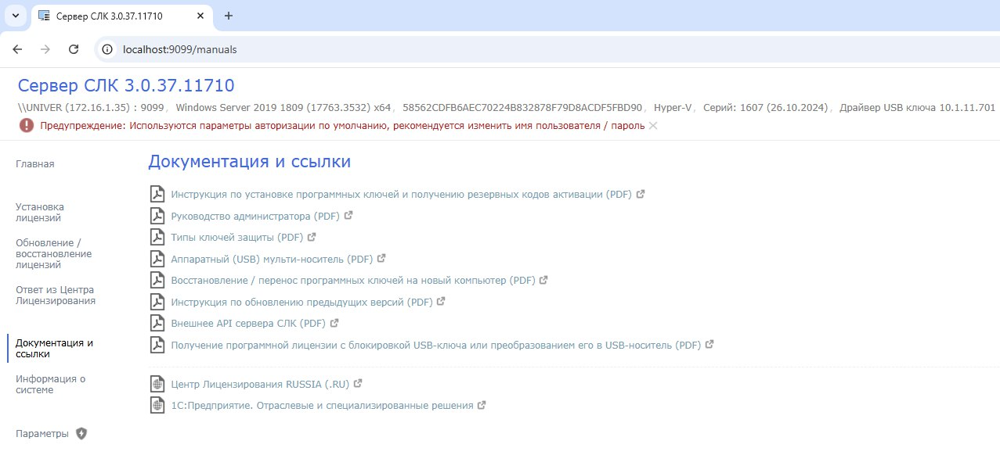 Сервер СЛК 3.0.37.11710
localhost:9099/manuals
Сервер СЛК 3.0.37.11710
\\UNIVER (172.16.1.35) : 9099, Windows Server 2019 1809 (17763.3532) x64, 58562CDFB6AEC70224B832878F79D8ACDF5FBD90, Hyper-V, Серий: 1607 (26.10.2024), Драйвер USB ключа 10.1.11.701
Предупреждение: Используются параметры авторизации по умолчанию, рекомендуется изменить имя пользователя / пароль
Главная
Установка
лицензий
Обновление /
восстановление
лицензий
Ответ из Центра
Лицензирования
Документация и
ссылки
Информация о
системе
Параметры
Документация и ссылки
Инструкция по установке программных ключей и получению резервных кодов активации (PDF)
Руководство администратора (PDF)
Типы ключей защиты (PDF)
Аппаратный (USB) мульти-носитель (PDF)
Восстановление / перенос программных ключей на новый компьютер (PDF)
Инструкция по обновлению предыдущих версий (PDF)
Внешнее API сервера СЛК (PDF)
Получение программной лицензии с блокировкой USB-ключа или преобразованием его в USB-носитель (PDF)
Центр Лицензирования RUSSIA (.RU)
1С:Предприятие. Отраслевые и специализированные решения